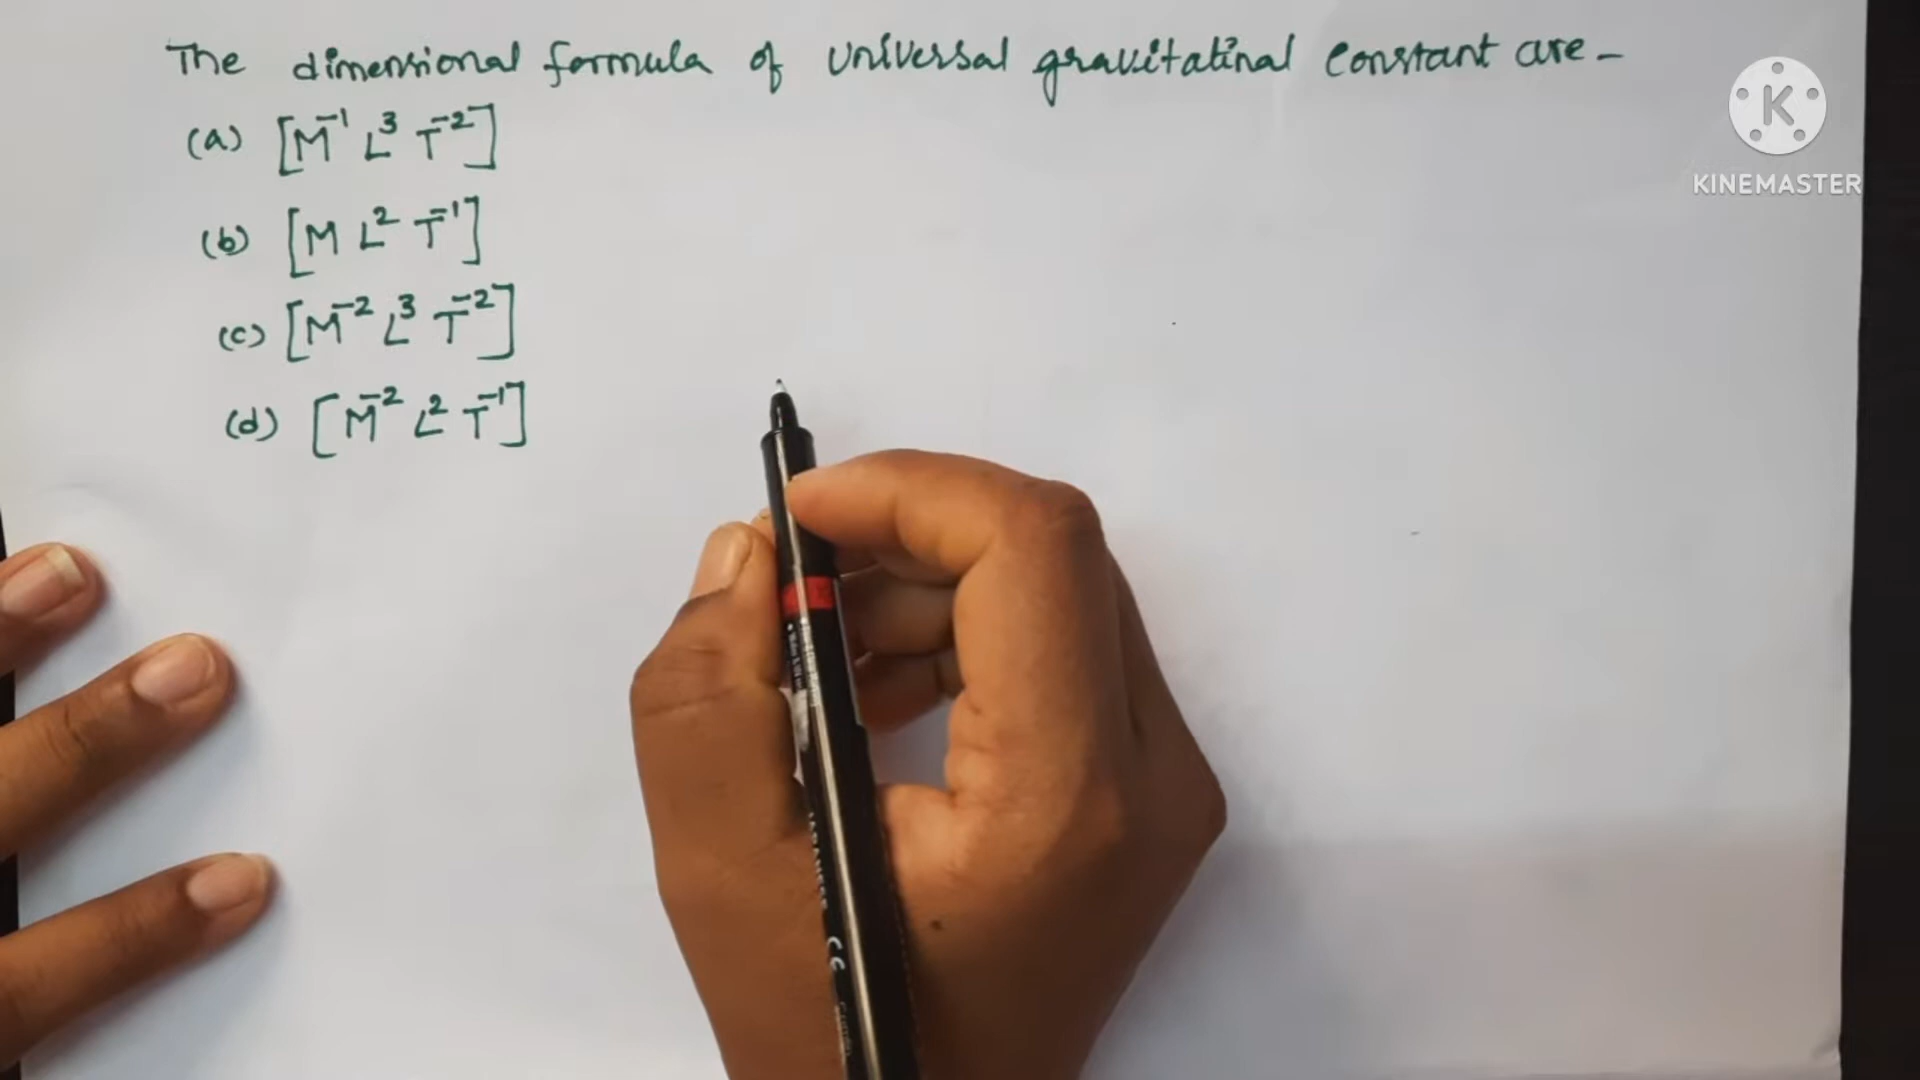 The dimensional formula of universal gravitatinal constant are -
(a) [M⁻¹ L³ T⁻²]
(b) [M L² T⁻¹]
(c) [M⁻² L³ T⁻²]
(d) [M⁻² L² T⁻¹]
K
KINEMASTER